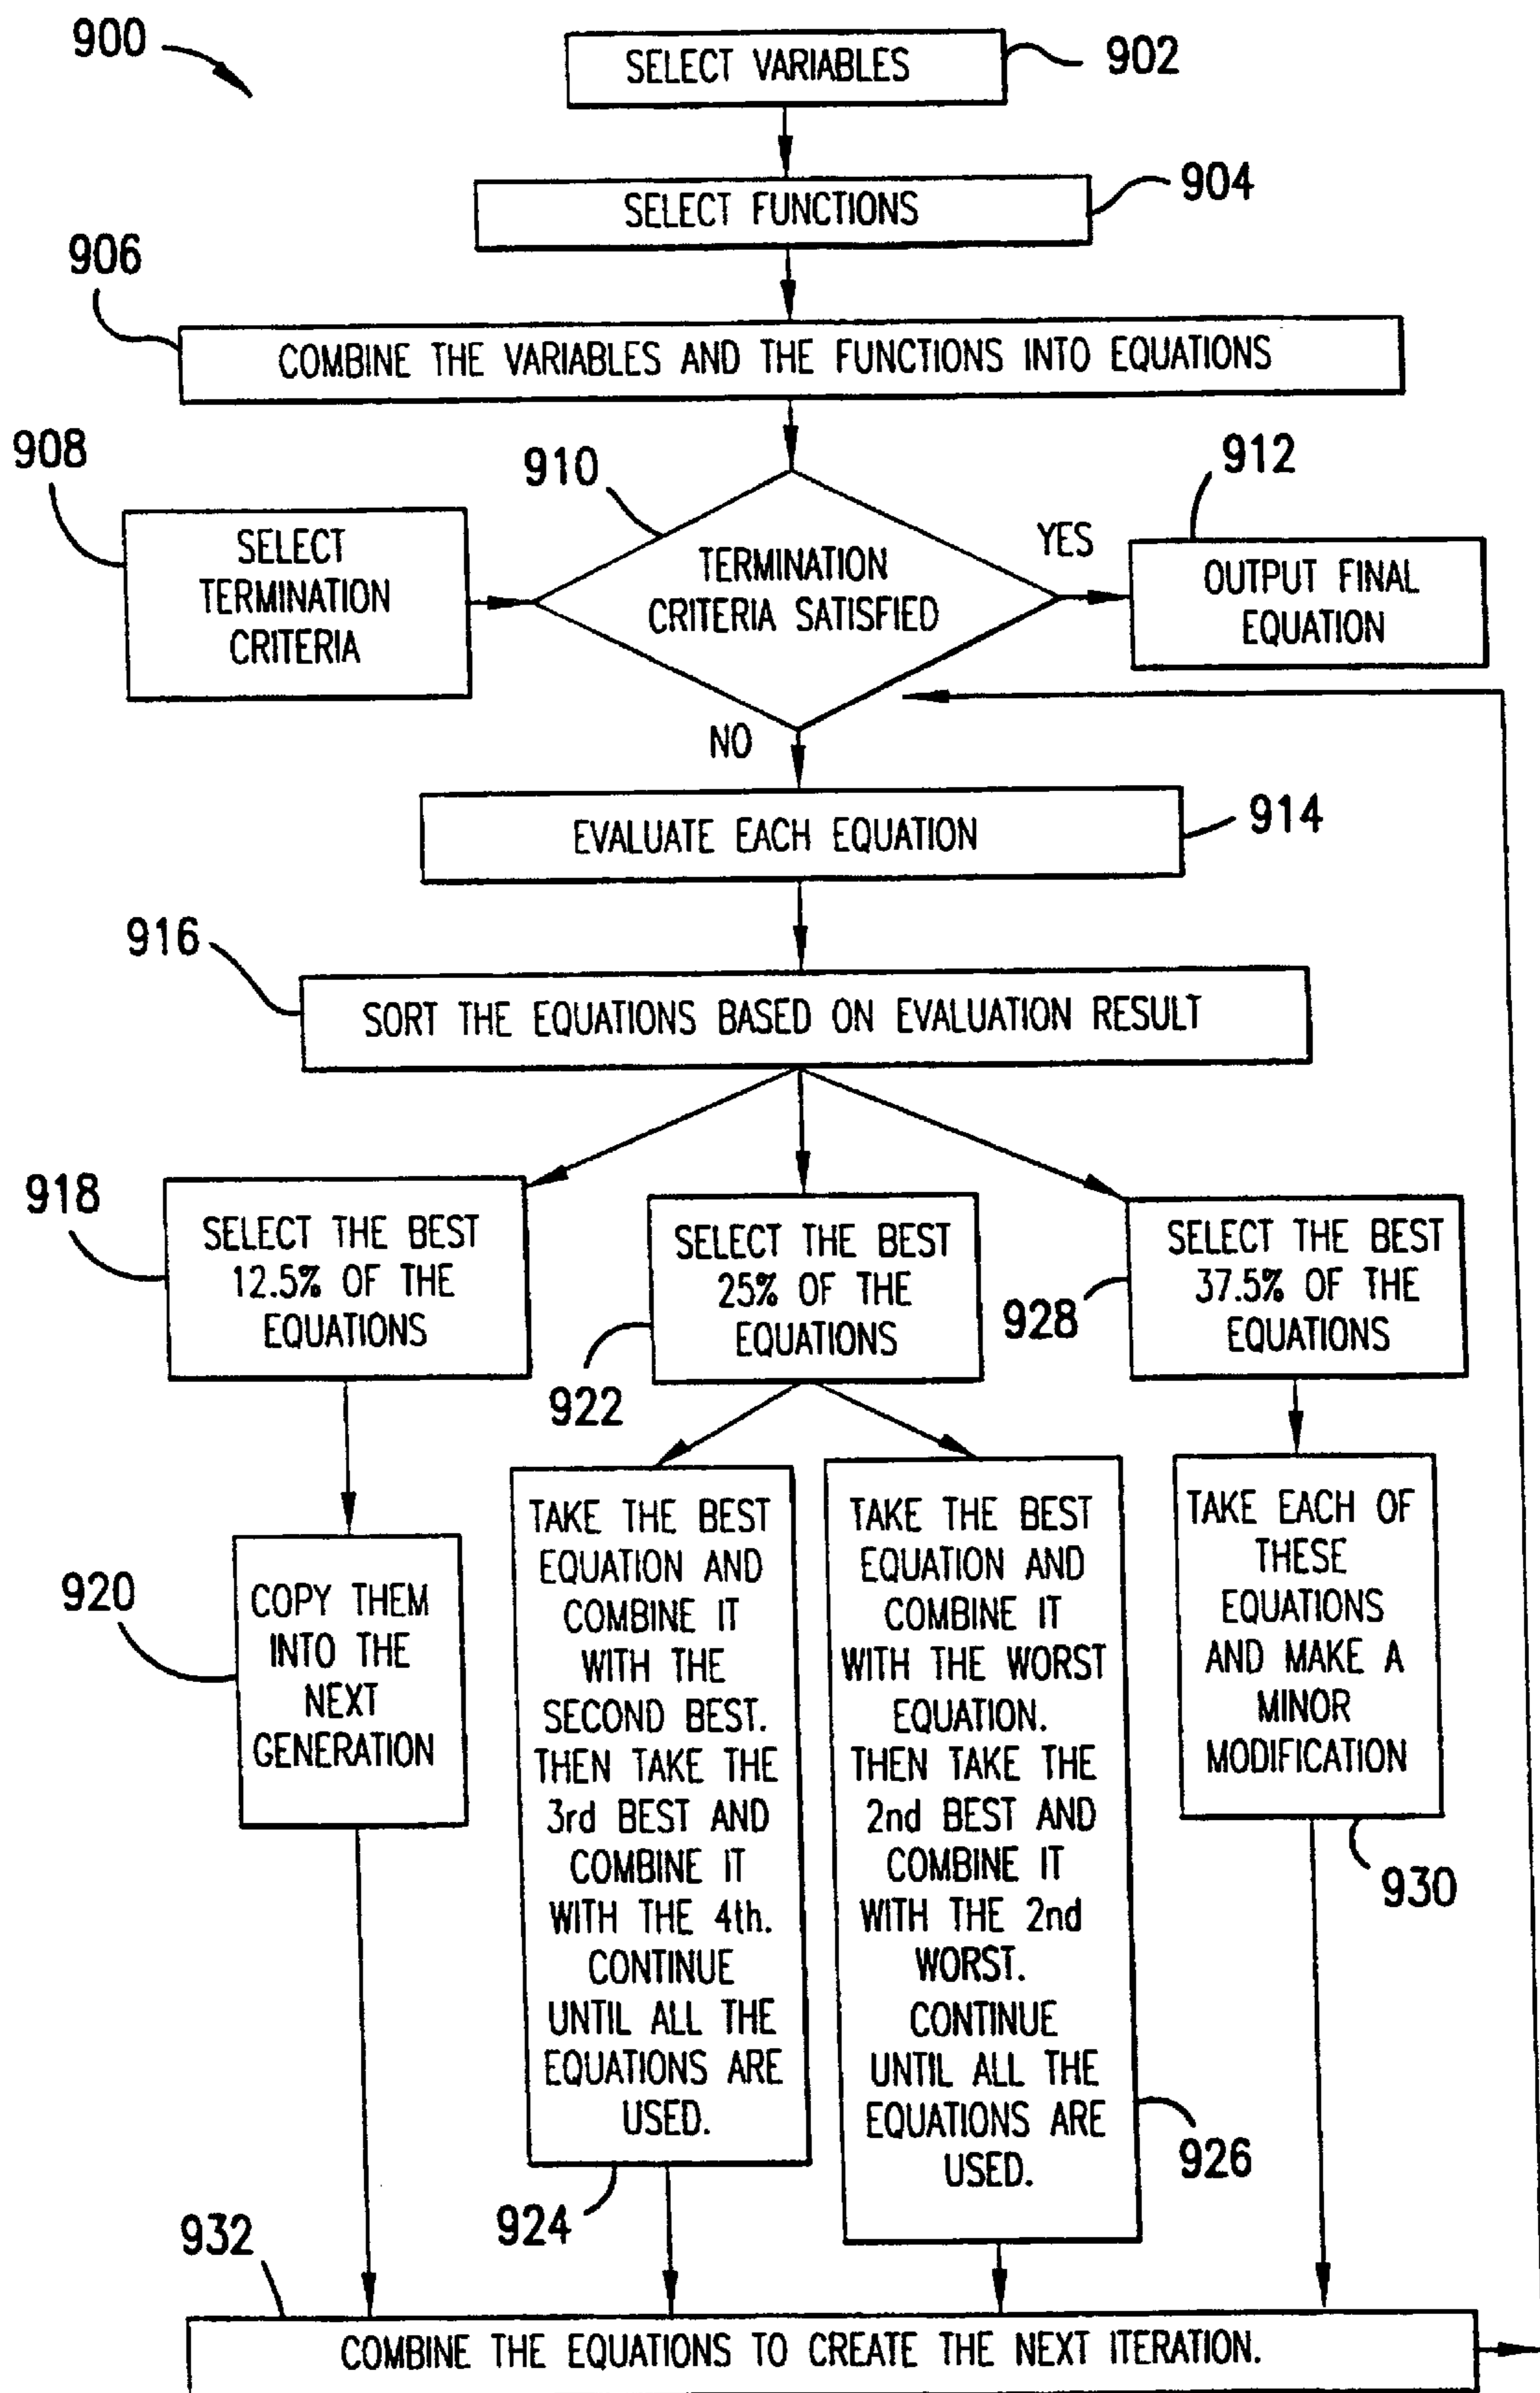 900
SELECT VARIABLES
902
SELECT FUNCTIONS
904
906
COMBINE THE VARIABLES AND THE FUNCTIONS INTO EQUATIONS
908
SELECT
TERMINATION
CRITERIA
910
TERMINATION
CRITERIA SATISFIED
YES
912
OUTPUT FINAL
EQUATION
NO
EVALUATE EACH EQUATION
914
916
SORT THE EQUATIONS BASED ON EVALUATION RESULT
918
SELECT THE BEST
12.5% OF THE
EQUATIONS
SELECT THE BEST
25% OF THE
EQUATIONS
922
928
SELECT THE BEST
37.5% OF THE
EQUATIONS
920
COPY THEM
INTO THE
NEXT
GENERATION
TAKE THE BEST
EQUATION AND
COMBINE IT
WITH THE
SECOND BEST.
THEN TAKE THE
3rd BEST AND
COMBINE IT
WITH THE 4th.
CONTINUE
UNTIL ALL THE
EQUATIONS ARE
USED.
924
TAKE THE BEST
EQUATION AND
COMBINE IT
WITH THE WORST
EQUATION.
THEN TAKE THE
2nd BEST AND
COMBINE IT
WITH THE 2nd
WORST.
CONTINUE
UNTIL ALL THE
EQUATIONS ARE
USED.
926
TAKE EACH OF
THESE
EQUATIONS
AND MAKE A
MINOR
MODIFICATION
930
932
COMBINE THE EQUATIONS TO CREATE THE NEXT ITERATION.